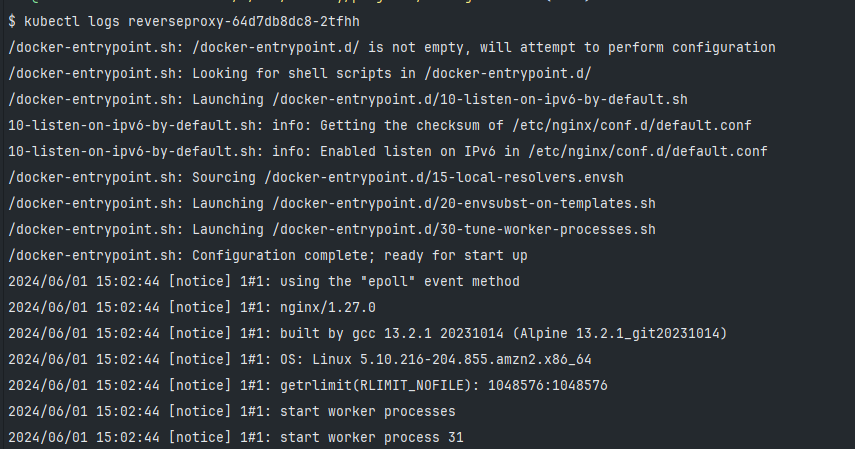 $ kubectl logs reverseproxy-64d7db8dc8-2tfhh
/docker-entrypoint.sh: /docker-entrypoint.d/ is not empty, will attempt to perform configuration
/docker-entrypoint.sh: Looking for shell scripts in /docker-entrypoint.d/
/docker-entrypoint.sh: Launching /docker-entrypoint.d/10-listen-on-ipv6-by-default.sh
10-listen-on-ipv6-by-default.sh: info: Getting the checksum of /etc/nginx/conf.d/default.conf
10-listen-on-ipv6-by-default.sh: info: Enabled listen on IPv6 in /etc/nginx/conf.d/default.conf
/docker-entrypoint.sh: Sourcing /docker-entrypoint.d/15-local-resolvers.envsh
/docker-entrypoint.sh: Launching /docker-entrypoint.d/20-envsubst-on-templates.sh
/docker-entrypoint.sh: Launching /docker-entrypoint.d/30-tune-worker-processes.sh
/docker-entrypoint.sh: Configuration complete; ready for start up
2024/06/01 15:02:44 [notice] 1#1: using the "epoll" event method
2024/06/01 15:02:44 [notice] 1#1: nginx/1.27.0
2024/06/01 15:02:44 [notice] 1#1: built by gcc 13.2.1 20231014 (Alpine 13.2.1_git20231014)
2024/06/01 15:02:44 [notice] 1#1: OS: Linux 5.10.216-204.855.amzn2.x86_64
2024/06/01 15:02:44 [notice] 1#1: getrlimit(RLIMIT_NOFILE): 1048576:1048576
2024/06/01 15:02:44 [notice] 1#1: start worker processes
2024/06/01 15:02:44 [notice] 1#1: start worker process 31